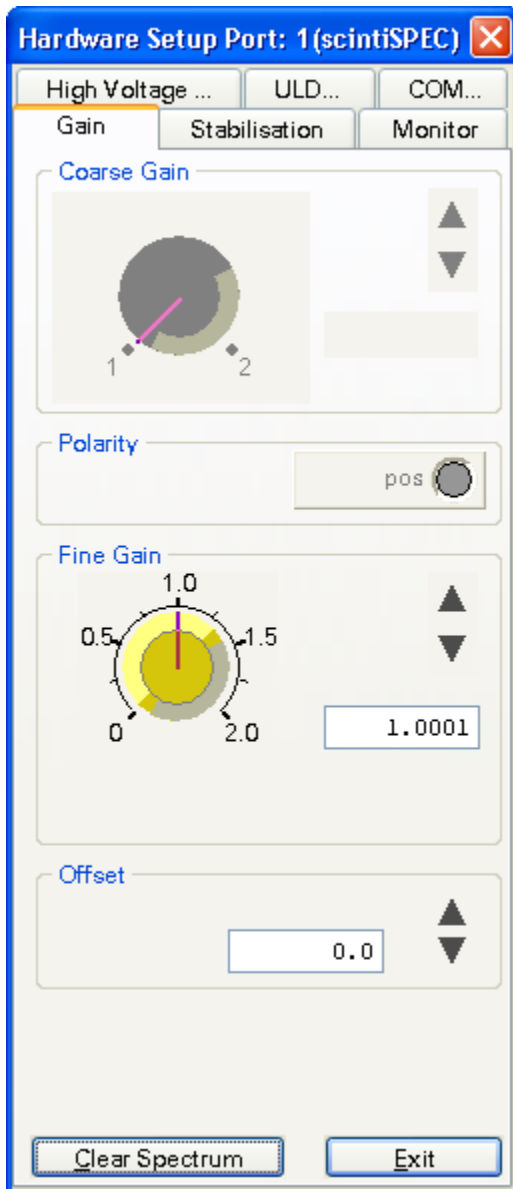 Hardware Setup Port: 1(scintiSPEC)
High Voltage ... ULD... COM...
Gain Stabilisation Monitor
Coarse Gain
1 2
Polarity
pos
Fine Gain
1.0
0.5 1.5
0 2.0
1.0001
Offset
0.0
Clear Spectrum Exit